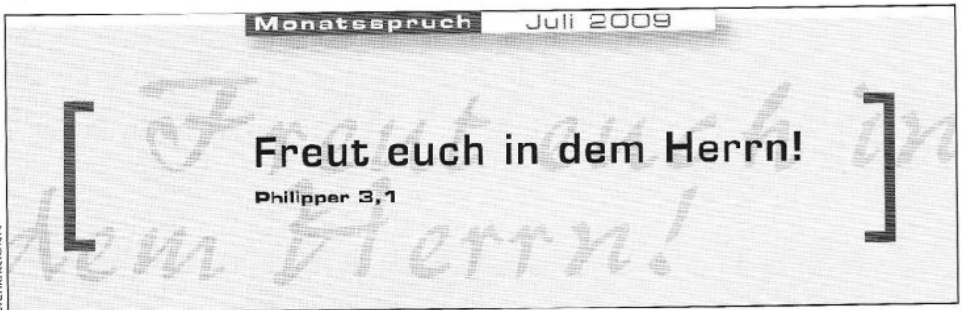 Monatsspruch Juli 2009
Freut euch in dem Herrn!
Philipper 3,1
Freut euch in
dem Herrn!